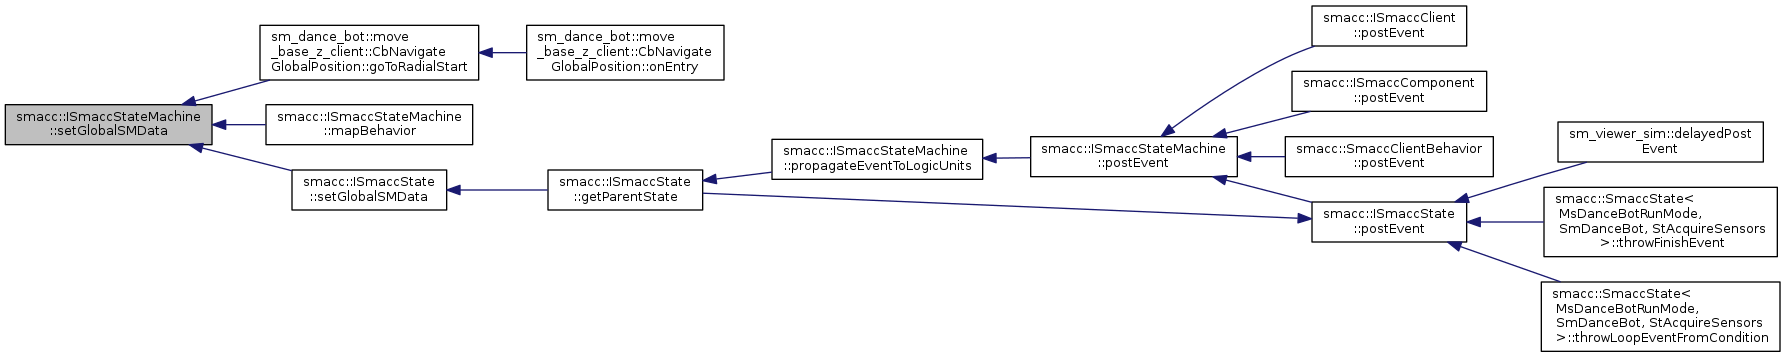 smacc::ISmaccStateMachine
::setGlobalSMData
sm_dance_bot::move
_base_z_client::CbNavigate
GlobalPosition::goToRadialStart
sm_dance_bot::move
_base_z_client::CbNavigate
GlobalPosition::onEntry
smacc::ISmaccStateMachine
::mapBehavior
smacc::ISmaccState
::setGlobalSMData
smacc::ISmaccState
::getParentState
smacc::ISmaccStateMachine
::propagateEventToLogicUnits
smacc::ISmaccStateMachine
::postEvent
smacc::ISmaccClient
::postEvent
smacc::ISmaccComponent
::postEvent
smacc::SmaccClientBehavior
::postEvent
smacc::ISmaccState
::postEvent
sm_viewer_sim::delayedPost
Event
smacc::SmaccState<
MsDanceBotRunMode,
SmDanceBot, StAcquireSensors
>::throwFinishEvent
smacc::SmaccState<
MsDanceBotRunMode,
SmDanceBot, StAcquireSensors
>::throwLoopEventFromCondition